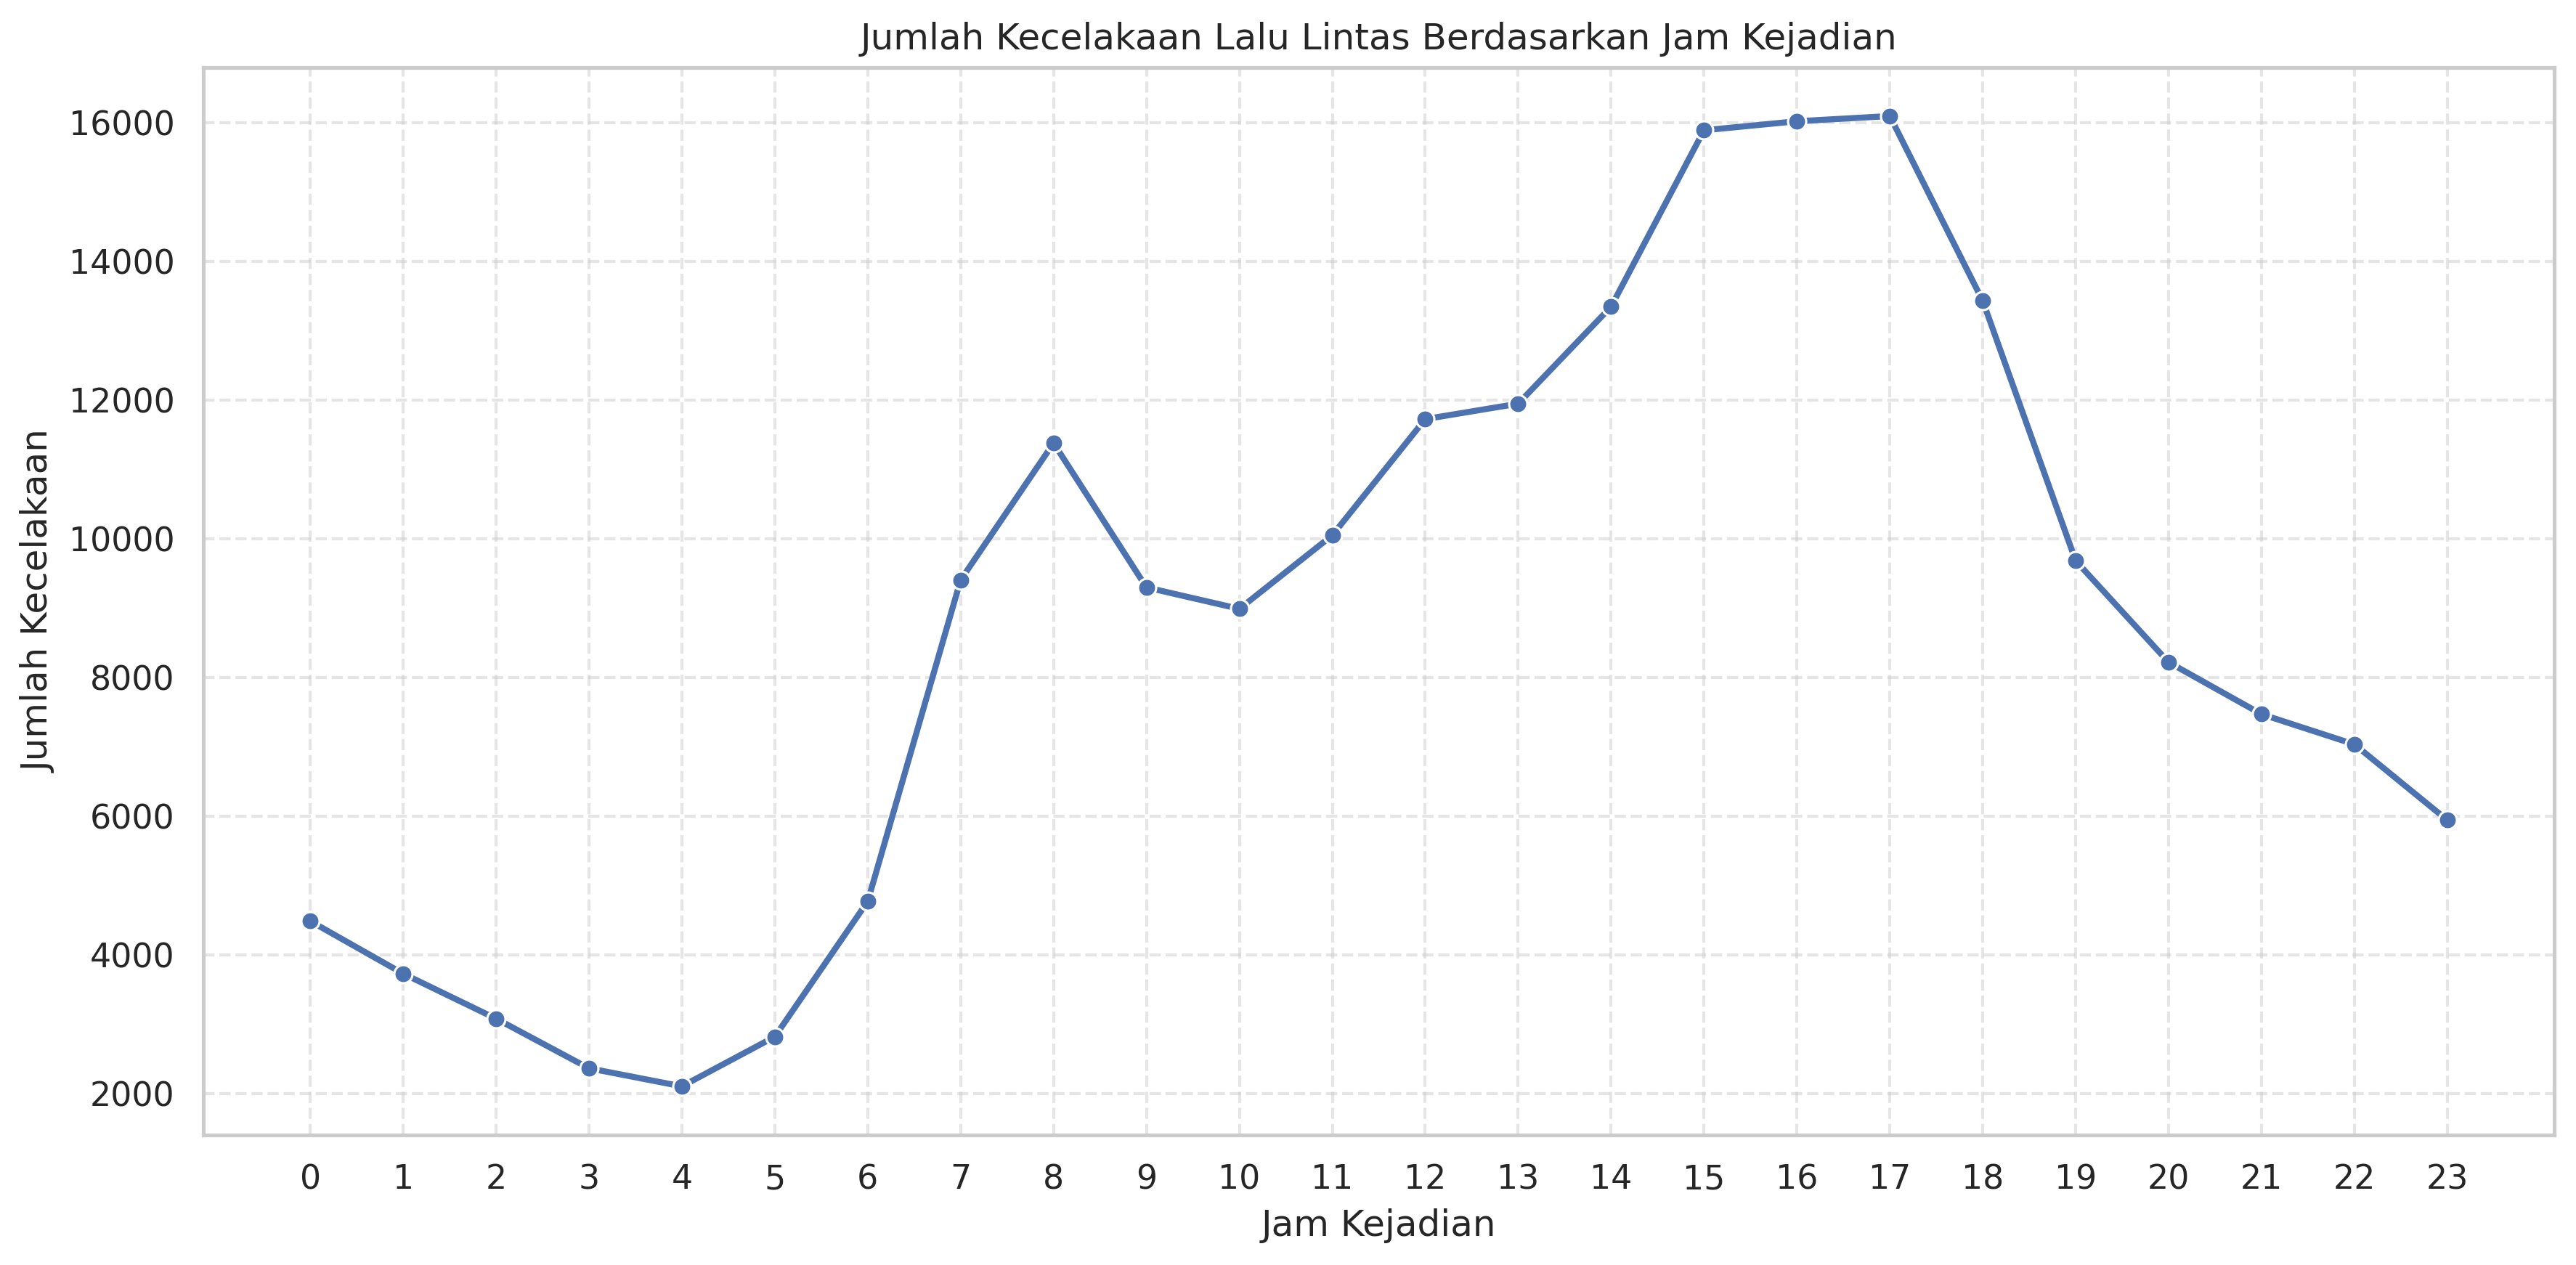 Jumlah Kecelakaan Lalu Lintas Berdasarkan Jam Kejadian
Jumlah Kecelakaan
16000
14000
12000
10000
8000
6000
4000
2000
0 1 2 3 4 5 6 7 8 9 10 11 12 13 14 15 16 17 18 19 20 21 22 23
Jam Kejadian